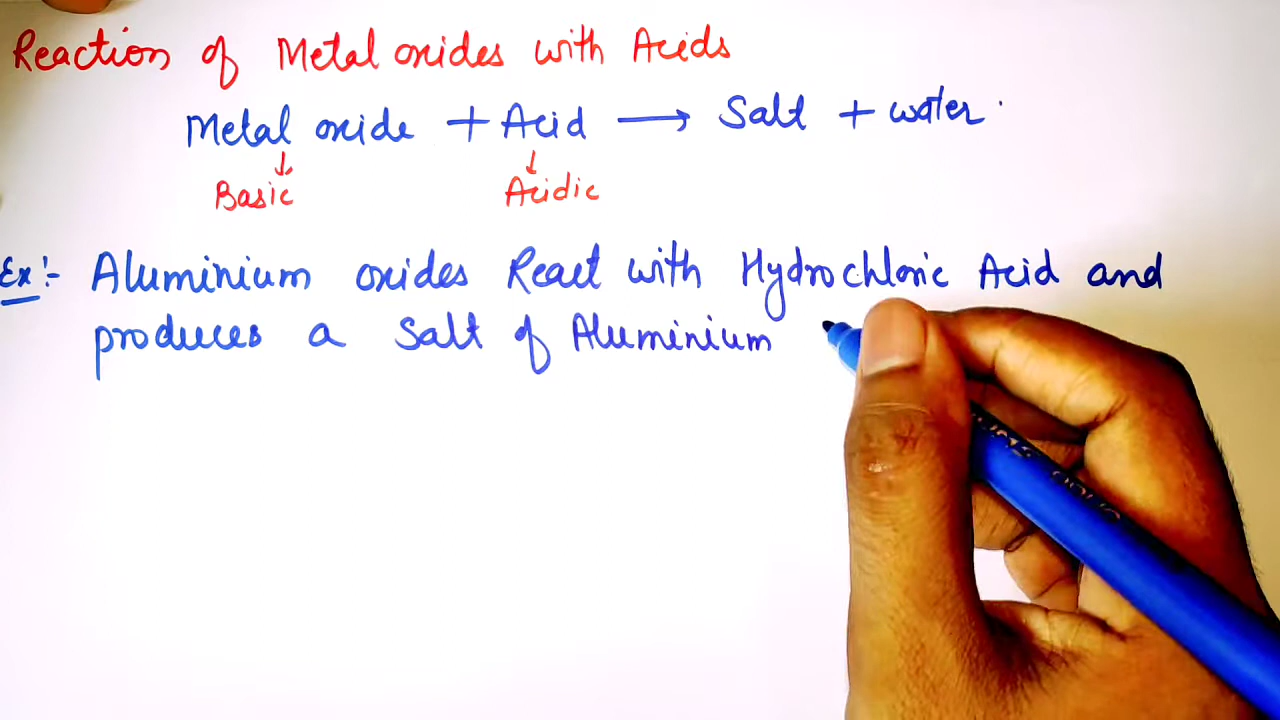 Reaction of Metal oxides with Acids
Metal oxide + Acid → Salt + water.
Basic Acidic
Ex:- Aluminium oxides React with Hydrochloric Acid and
produces a Salt of Aluminium